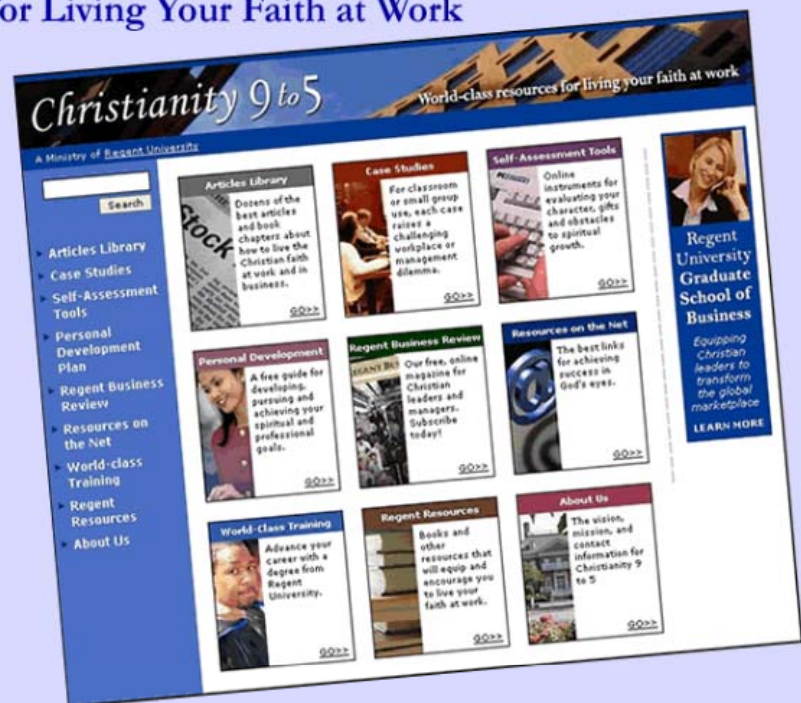 or Living Your Faith at Work
Christianity 9 to 5
World-class resources for living your faith at work
A Ministry of Regent University
Search
Articles Library
Case Studies
Self-Assessment
Tools
Personal
Development
Plan
Regent Business
Review
Resources on
the Net
World-class
Training
Regent
Resources
About Us
Articles Library
Stock
Dozens of the
best articles
and book
chapters about
how to live the
Christian faith
at work and in
business.
GO>>
Case Studies
For classroom
or small group
use, each case
raises a
challenging
workplace or
management
dilemma.
GO>>
Self-Assessment Tools
Online
instruments for
evaluating your
character, gifts
and obstacles
to spiritual
growth.
GO>>
Personal Development
A free guide for
developing,
pursuing and
achieving your
spiritual and
professional
goals.
GO>>
Regent Business Review
Our free, online
magazine for
Christian
leaders and
managers.
Subscribe
today!
GO>>
Resources on the Net
The best links
for achieving
success in
God's eyes.
GO>>
World-Class Training
Advance your
career with a
degree from
Regent
University.
GO>>
Regent Resources
Books and
other
resources that
will equip and
encourage you
to live your
faith at work.
GO>>
About Us
The vision,
mission, and
contact
information for
Christianity 9
to 5
GO>>
Regent
University
Graduate
School of
Business
Equipping
Christian
leaders to
transform
the global
marketplace
LEARN MORE